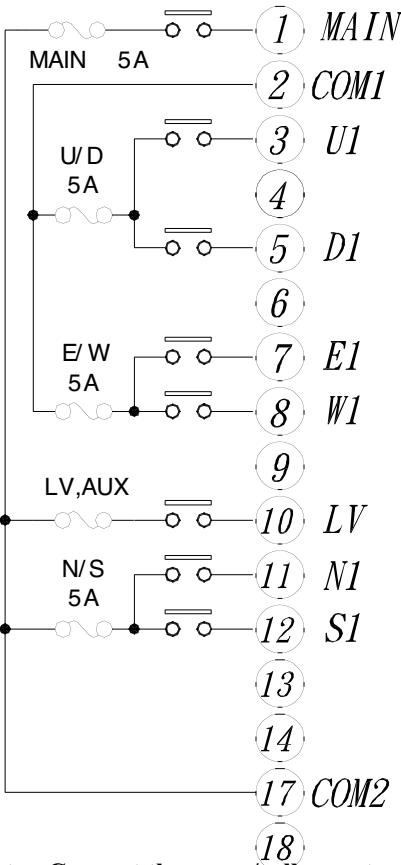 1 MAIN
MAIN 5A
2 COM1
3 U1
U/D
5A
4
5 D1
6
E/W
7 E1
5A
8 W1
9
LV,AUX
10 LV
N/S
11 N1
5A
12 S1
13
14
17 COM2
18